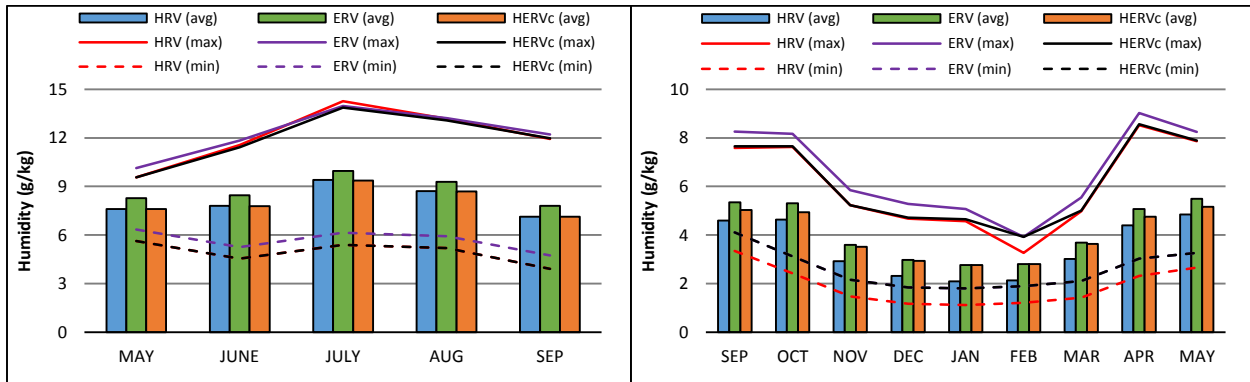 HRV (avg) ERV (avg) HERVc (avg)
HRV (max) ERV (max) HERVc (max)
HRV (min) ERV (min) HERVc (min)
Humidity (g/kg)
15
12
9
6
3
0
MAY JUNE JULY AUG SEP
HRV (avg) ERV (avg) HERVc (avg)
HRV (max) ERV (max) HERVc (max)
HRV (min) ERV (min) HERVc (min)
Humidity (g/kg)
10
8
6
4
2
0
SEP OCT NOV DEC JAN FEB MAR APR MAY